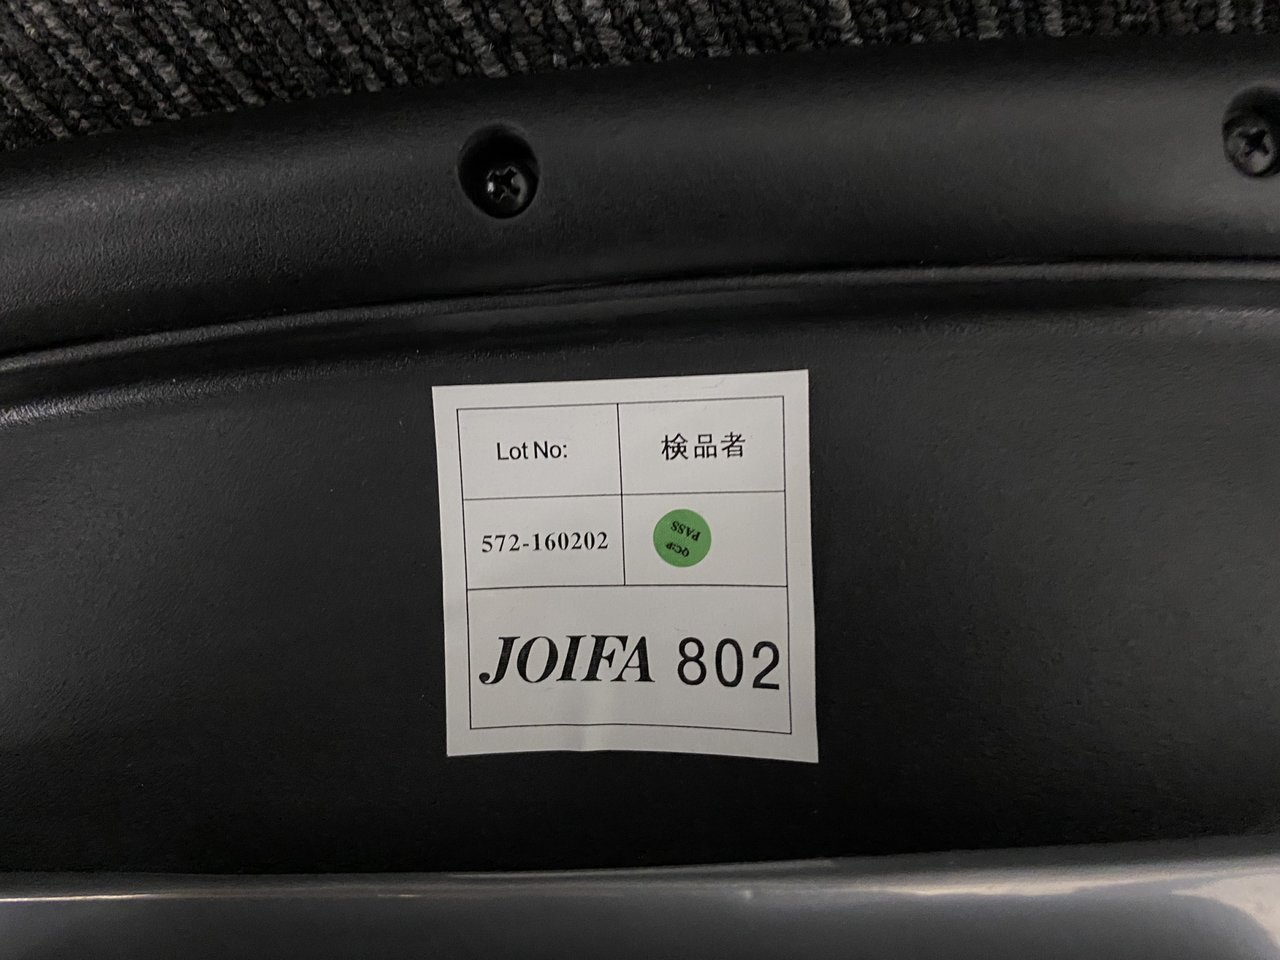 Lot No:
検品者
572-160202
QC:P
PASS
JOIFA 802